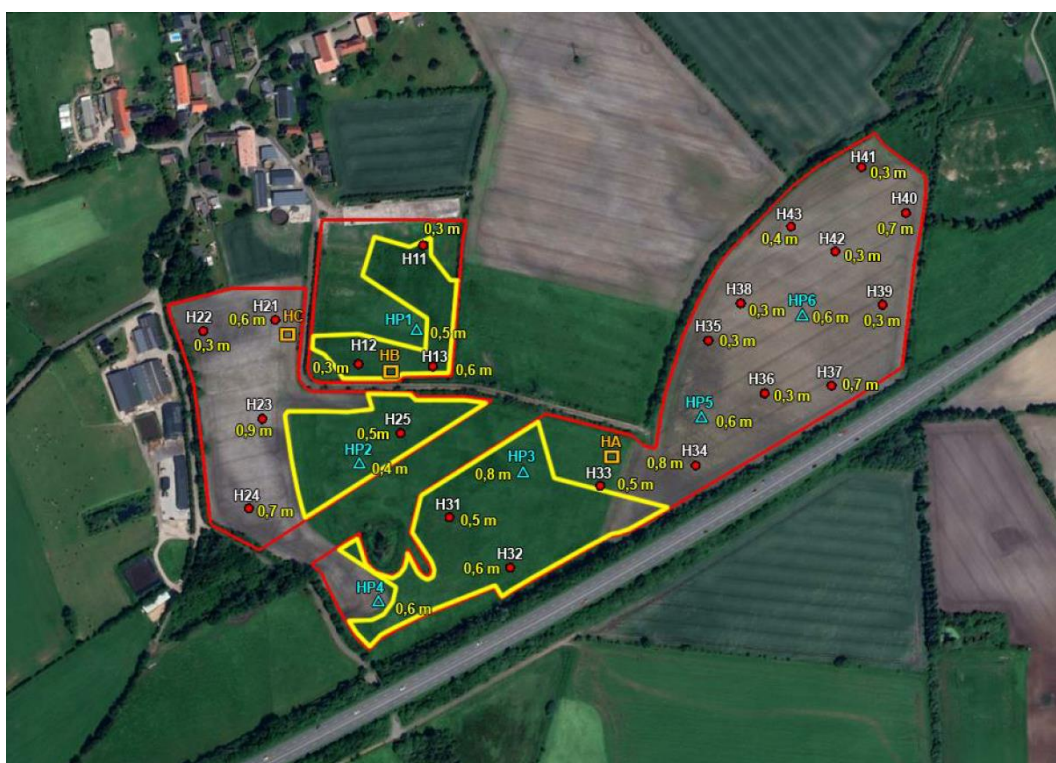 H41
0,3 m
H40
0,7 m
H43
0,4 m
H42
0,3 m
0,3 m
H11
H38
0,3 m
HP6
0,6 m
H39
0,3 m
H21
0,6 m
HC
H22
0,3 m
HP1
0,5 m
H35
0,3 m
H12
0,3 m
HB
H13
0,6 m
H36
0,3 m
H37
0,7 m
H23
0,9 m
H25
0,5m
HP5
0,6 m
HP2
0,4 m
HP3
0,8 m
HA
H34
0,8 m
H33
0,5 m
H24
0,7 m
H31
0,5 m
H32
0,6 m
HP4
0,6 m